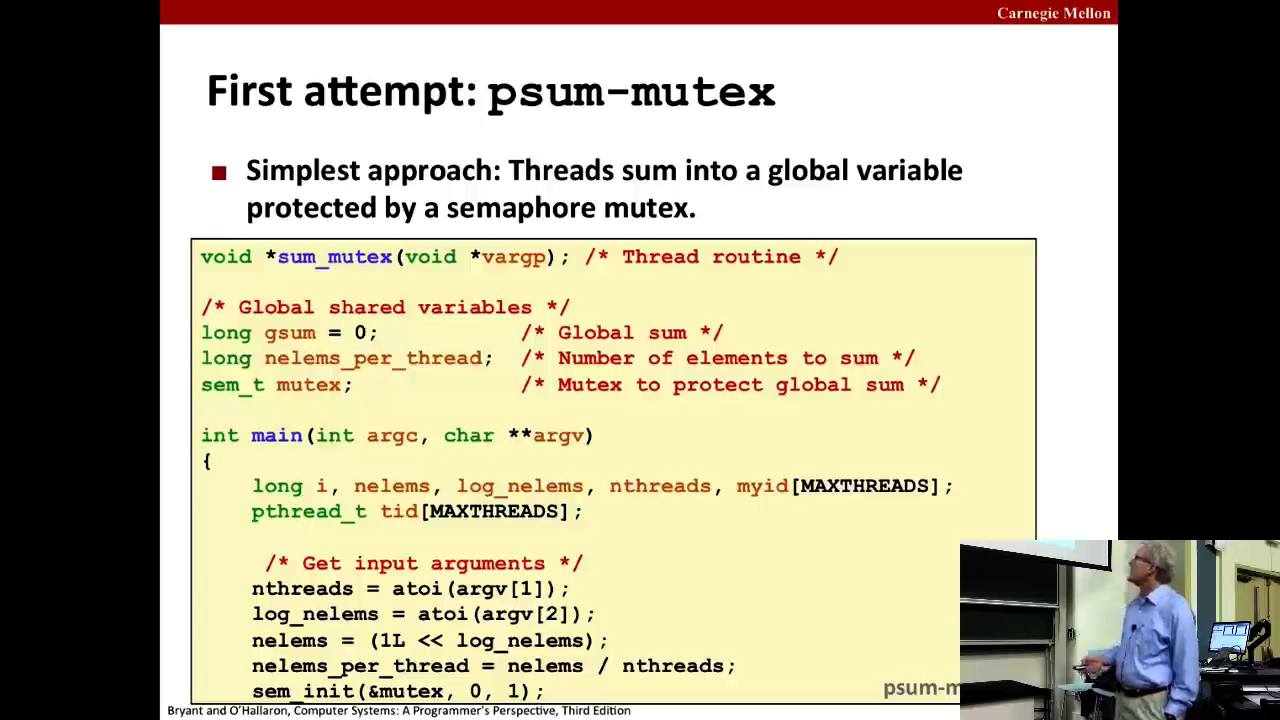 Carnegie Mellon
First attempt: psum-mutex
■ Simplest approach: Threads sum into a global variable
protected by a semaphore mutex.
void *sum_mutex(void *vargp); /* Thread routine */
/* Global shared variables */
long gsum = 0; /* Global sum */
long nelems_per_thread; /* Number of elements to sum */
sem_t mutex; /* Mutex to protect global sum */
int main(int argc, char **argv)
{
long i, nelems, log_nelems, nthreads, myid[MAXTHREADS];
pthread_t tid[MAXTHREADS];
/* Get input arguments */
nthreads = atoi(argv[1]);
log_nelems = atoi(argv[2]);
nelems = (1L << log_nelems);
nelems_per_thread = nelems / nthreads;
sem_init(&mutex, 0, 1);
psum-m
Bryant and O'Hallaron, Computer Systems: A Programmer's Perspective, Third Edition